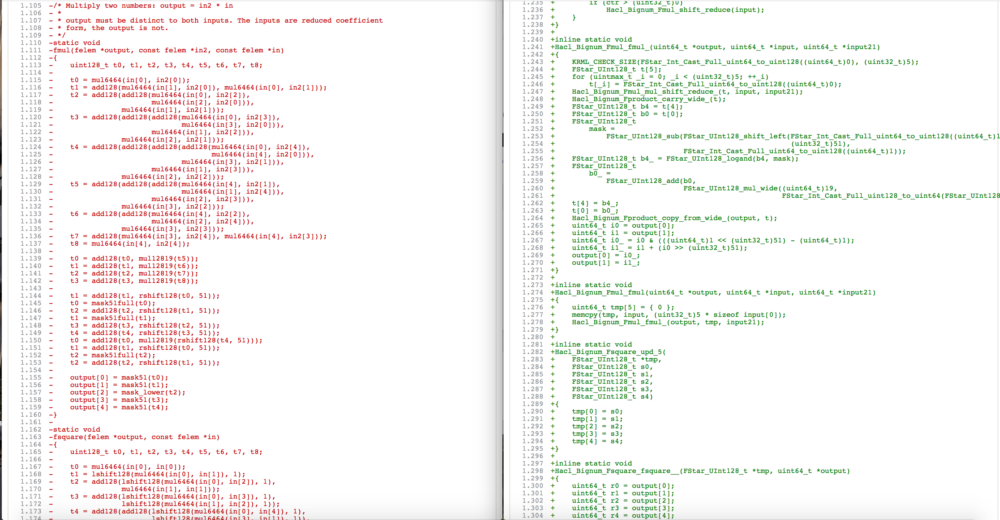 1.105 -/* Multiply two numbers: output = in2 * in
1.106 - *
1.107 - * output must be distinct to both inputs. The inputs are reduced coefficient
1.108 - * form, the output is not.
1.109 - */
1.110 -static void
1.111 -fmul(felem *output, const felem *in2, const felem *in)
1.112 -{
1.113 -    uint128_t t0, t1, t2, t3, t4, t5, t6, t7, t8;
1.114 -
1.115 -    t0 = mul6464(in[0], in2[0]);
1.116 -    t1 = add128(mul6464(in[1], in2[0]), mul6464(in[0], in2[1]));
1.117 -    t2 = add128(add128(mul6464(in[0], in2[2]),
1.118 -                       mul6464(in[2], in2[0])),
1.119 -                mul6464(in[1], in2[1]));
1.120 -    t3 = add128(add128(add128(mul6464(in[0], in2[3]),
1.121 -                              mul6464(in[3], in2[0])),
1.122 -                       mul6464(in[1], in2[2])),
1.123 -                mul6464(in[2], in2[1]));
1.124 -    t4 = add128(add128(add128(add128(mul6464(in[0], in2[4]),
1.125 -                                     mul6464(in[4], in2[0])),
1.126 -                              mul6464(in[3], in2[1])),
1.127 -                       mul6464(in[1], in2[3])),
1.128 -                mul6464(in[2], in2[2]));
1.129 -    t5 = add128(add128(add128(mul6464(in[4], in2[1]),
1.130 -                              mul6464(in[1], in2[4])),
1.131 -                       mul6464(in[2], in2[3])),
1.132 -                mul6464(in[3], in2[2]));
1.133 -    t6 = add128(add128(mul6464(in[4], in2[2]),
1.134 -                       mul6464(in[2], in2[4])),
1.135 -                mul6464(in[3], in2[3]));
1.136 -    t7 = add128(mul6464(in[3], in2[4]), mul6464(in[4], in2[3]));
1.137 -    t8 = mul6464(in[4], in2[4]);
1.138 -
1.139 -    t0 = add128(t0, mul12819(t5));
1.140 -    t1 = add128(t1, mul12819(t6));
1.141 -    t2 = add128(t2, mul12819(t7));
1.142 -    t3 = add128(t3, mul12819(t8));
1.143 -
1.144 -    t1 = add128(t1, rshift128(t0, 51));
1.145 -    t0 = mask51full(t0);
1.146 -    t2 = add128(t2, rshift128(t1, 51));
1.147 -    t1 = mask51full(t1);
1.148 -    t3 = add128(t3, rshift128(t2, 51));
1.149 -    t4 = add128(t4, rshift128(t3, 51));
1.150 -    t0 = add128(t0, mul12819(rshift128(t4, 51)));
1.151 -    t1 = add128(t1, rshift128(t0, 51));
1.152 -    t2 = mask51full(t2);
1.153 -    t2 = add128(t2, rshift128(t1, 51));
1.154 -
1.155 -    output[0] = mask51(t0);
1.156 -    output[1] = mask51(t1);
1.157 -    output[2] = mask_lower(t2);
1.158 -    output[3] = mask51(t3);
1.159 -    output[4] = mask51(t4);
1.160 -}
1.161 -
1.162 -static void
1.163 -fsquare(felem *output, const felem *in)
1.164 -{
1.165 -    uint128_t t0, t1, t2, t3, t4, t5, t6, t7, t8;
1.166 -
1.167 -    t0 = mul6464(in[0], in[0]);
1.168 -    t1 = lshift128(mul6464(in[0], in[1]), 1);
1.169 -    t2 = add128(lshift128(mul6464(in[0], in[2]), 1),
1.170 -                mul6464(in[1], in[1]));
1.171 -    t3 = add128(lshift128(mul6464(in[0], in[3]), 1),
1.172 -                lshift128(mul6464(in[1], in[2]), 1));
1.173 -    t4 = add128(add128(lshift128(mul6464(in[0], in[4]), 1),
1.174 -                       lshift128(mul6464(in[3], in[1]), 1)),
1.235 +        if (ctr > (uint32_t)0)
1.236 +            Hacl_Bignum_Fmul_shift_reduce(input);
1.237 +    }
1.238 +}
1.239 +
1.240 +inline static void
1.241 +Hacl_Bignum_Fmul_fmul_(uint64_t *output, uint64_t *input, uint64_t *input21)
1.242 +{
1.243 +    KRML_CHECK_SIZE(FStar_Int_Cast_Full_uint64_to_uint128((uint64_t)0), (uint32_t)5);
1.244 +    FStar_UInt128_t t[5];
1.245 +    for (uintmax_t _i = 0; _i < (uint32_t)5; ++_i)
1.246 +        t[_i] = FStar_Int_Cast_Full_uint64_to_uint128((uint64_t)0);
1.247 +    Hacl_Bignum_Fmul_mul_shift_reduce_(t, input, input21);
1.248 +    Hacl_Bignum_Fproduct_carry_wide_(t);
1.249 +    FStar_UInt128_t b4 = t[4];
1.250 +    FStar_UInt128_t b0 = t[0];
1.251 +    FStar_UInt128_t
1.252 +        mask =
1.253 +            FStar_UInt128_sub(FStar_UInt128_shift_left(FStar_Int_Cast_Full_uint64_to_uint128((uint64_t)1
1.254 +                                                       (uint32_t)51),
1.255 +                              FStar_Int_Cast_Full_uint64_to_uint128((uint64_t)1));
1.256 +    FStar_UInt128_t b4_ = FStar_UInt128_logand(b4, mask);
1.257 +    FStar_UInt128_t
1.258 +        b0_ =
1.259 +            FStar_UInt128_add(b0,
1.260 +                              FStar_UInt128_mul_wide((uint64_t)19,
1.261 +                                                     FStar_Int_Cast_Full_uint128_to_uint64(FStar_UInt128
1.262 +    t[4] = b4_;
1.263 +    t[0] = b0_;
1.264 +    Hacl_Bignum_Fproduct_copy_from_wide_(output, t);
1.265 +    uint64_t i0 = output[0];
1.266 +    uint64_t i1 = output[1];
1.267 +    uint64_t i0_ = i0 & (((uint64_t)1 << (uint32_t)51) - (uint64_t)1);
1.268 +    uint64_t i1_ = i1 + (i0 >> (uint32_t)51);
1.269 +    output[0] = i0_;
1.270 +    output[1] = i1_;
1.271 +}
1.272 +
1.273 +inline static void
1.274 +Hacl_Bignum_Fmul_fmul(uint64_t *output, uint64_t *input, uint64_t *input21)
1.275 +{
1.276 +    uint64_t tmp[5] = { 0 };
1.277 +    memcpy(tmp, input, (uint32_t)5 * sizeof input[0]);
1.278 +    Hacl_Bignum_Fmul_fmul_(output, tmp, input21);
1.279 +}
1.280 +
1.281 +inline static void
1.282 +Hacl_Bignum_Fsquare_upd_5(
1.283 +    FStar_UInt128_t *tmp,
1.284 +    FStar_UInt128_t s0,
1.285 +    FStar_UInt128_t s1,
1.286 +    FStar_UInt128_t s2,
1.287 +    FStar_UInt128_t s3,
1.288 +    FStar_UInt128_t s4)
1.289 +{
1.290 +    tmp[0] = s0;
1.291 +    tmp[1] = s1;
1.292 +    tmp[2] = s2;
1.293 +    tmp[3] = s3;
1.294 +    tmp[4] = s4;
1.295 +}
1.296 +
1.297 +inline static void
1.298 +Hacl_Bignum_Fsquare_fsquare__(FStar_UInt128_t *tmp, uint64_t *output)
1.299 +{
1.300 +    uint64_t r0 = output[0];
1.301 +    uint64_t r1 = output[1];
1.302 +    uint64_t r2 = output[2];
1.303 +    uint64_t r3 = output[3];
1.304 +    uint64_t r4 = output[4];